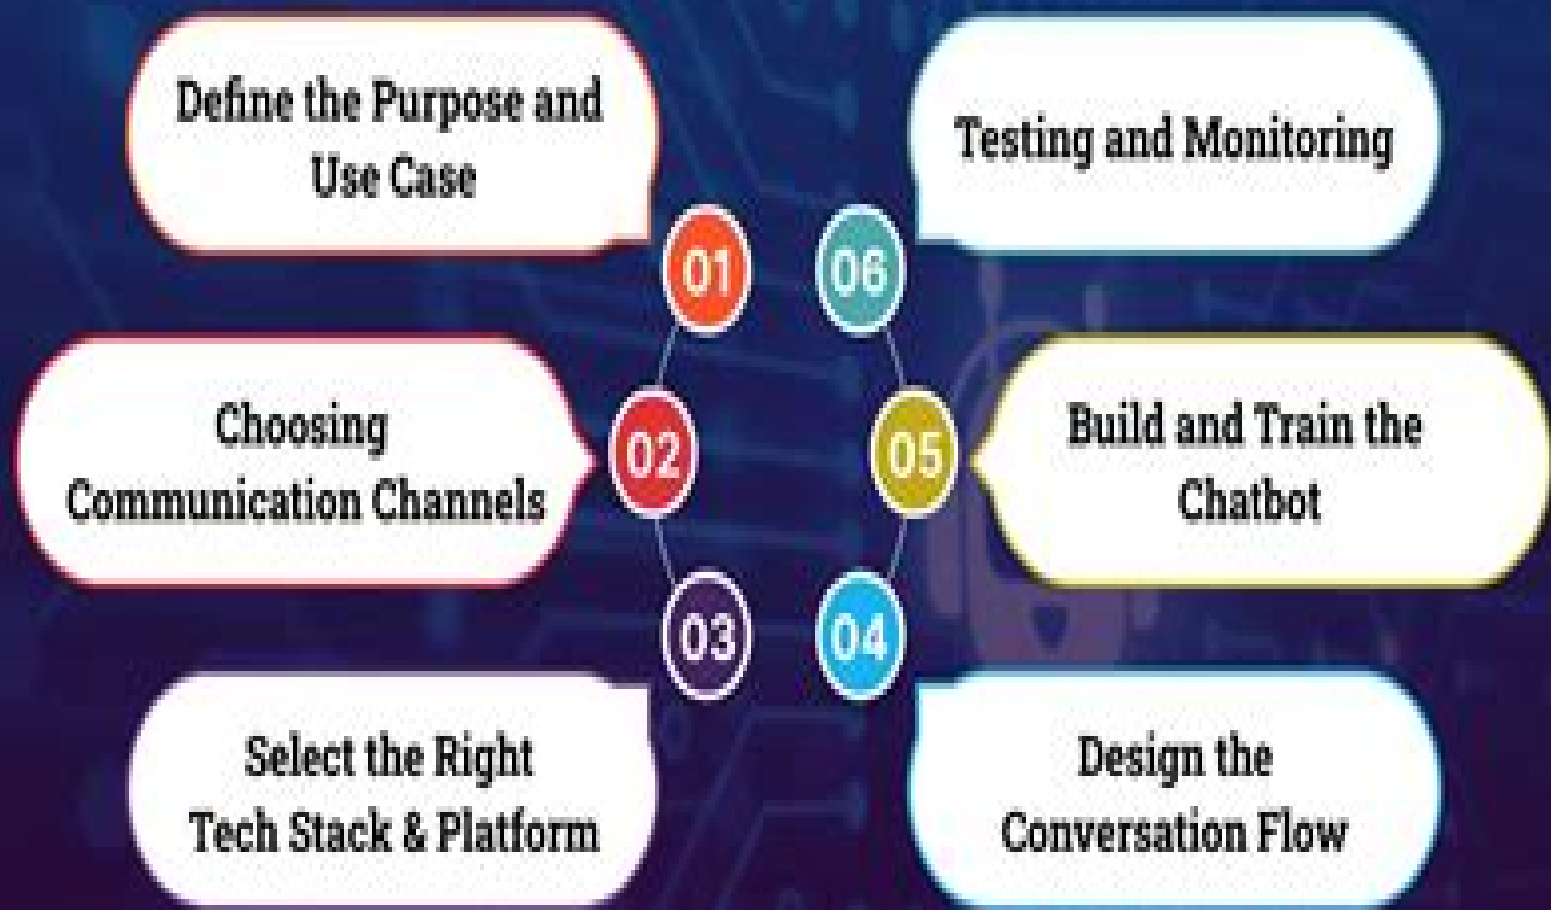 Define the Purpose and
Use Case
01
Choosing
Communication Channels
02
Select the Right
Tech Stack & Platform
03
Design the
Conversation Flow
04
Build and Train the
Chatbot
05
Testing and Monitoring
06